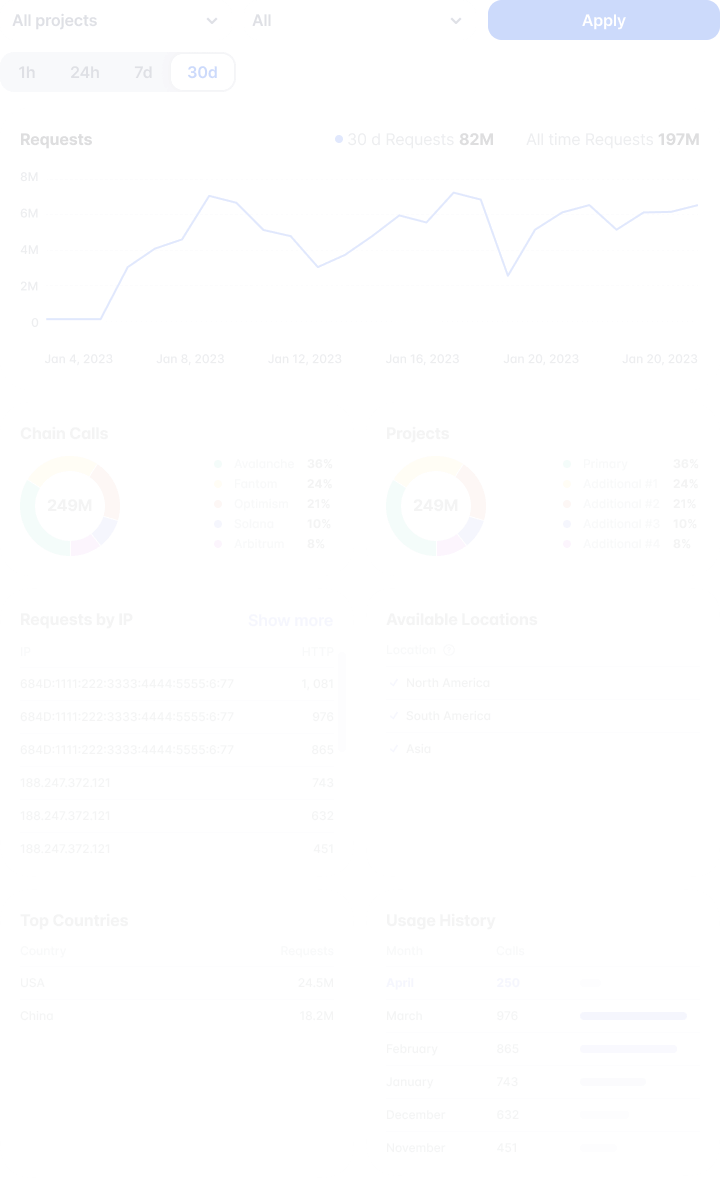 All projects All Apply
1h 24h 7d 30d
Requests 30 d Requests 82M All time Requests 197M
8M
6M
4M
2M
0
Jan 4, 2023 Jan 8, 2023 Jan 12, 2023 Jan 16, 2023 Jan 20, 2023 Jan 20, 2023
Chain Calls
249M
Avalanche 36%
Fantom 24%
Optimism 21%
Solana 10%
Arbitrum 8%
Projects
249M
Primary 36%
Additional #1 24%
Additional #2 21%
Additional #3 10%
Additional #4 8%
Requests by IP Show more
IP HTTP
684D:1111:222:3333:4444:5555:6:77 1, 081
684D:1111:222:3333:4444:5555:6:77 976
684D:1111:222:3333:4444:5555:6:77 865
188.247.372.121 743
188.247.372.121 632
188.247.372.121 451
Available Locations
Location
North America
South America
Asia
Top Countries
Country Requests
USA 24.5M
China 18.2M
Usage History
Month Calls
April 250
March 976
February 865
January 743
December 632
November 451